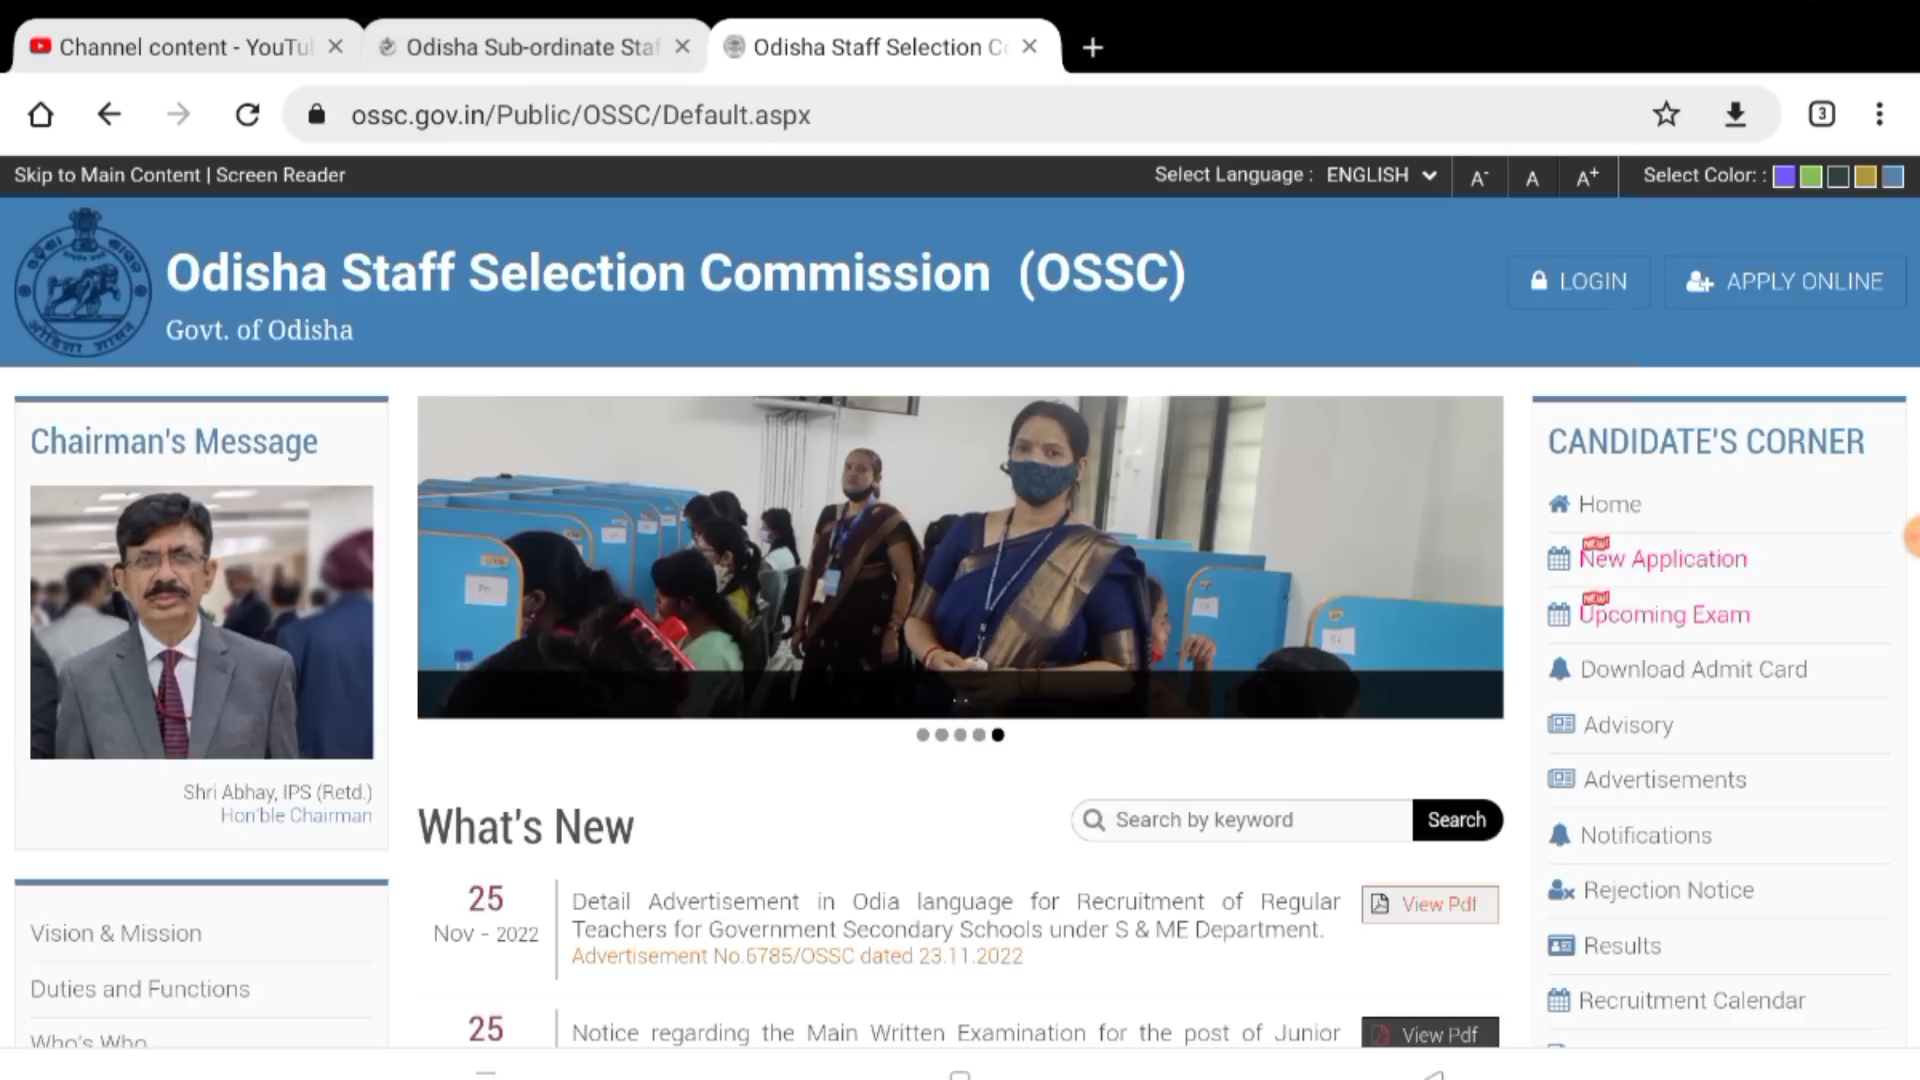 Channel content - YouTu
Odisha Sub-ordinate Staf
Odisha Staff Selection Co
ossc.gov.in/Public/OSSC/Default.aspx
3
Skip to Main Content | Screen Reader
Select Language : ENGLISH
A-
A
A+
Select Color: :
Odisha Staff Selection Commission (OSSC)
Govt. of Odisha
LOGIN
APPLY ONLINE
Chairman's Message
Shri Abhay, IPS (Retd.)
Hon'ble Chairman
Vision & Mission
Duties and Functions
Who's Who
What's New
Search by keyword
Search
25
Nov - 2022
Detail Advertisement in Odia language for Recruitment of Regular
Teachers for Government Secondary Schools under S & ME Department.
Advertisement No.6785/OSSC dated 23.11.2022
View Pdf
25
Notice regarding the Main Written Examination for the post of Junior
View Pdf
CANDIDATE'S CORNER
Home
NEW!
New Application
NEW!
Upcoming Exam
Download Admit Card
Advisory
Advertisements
Notifications
Rejection Notice
Results
Recruitment Calendar